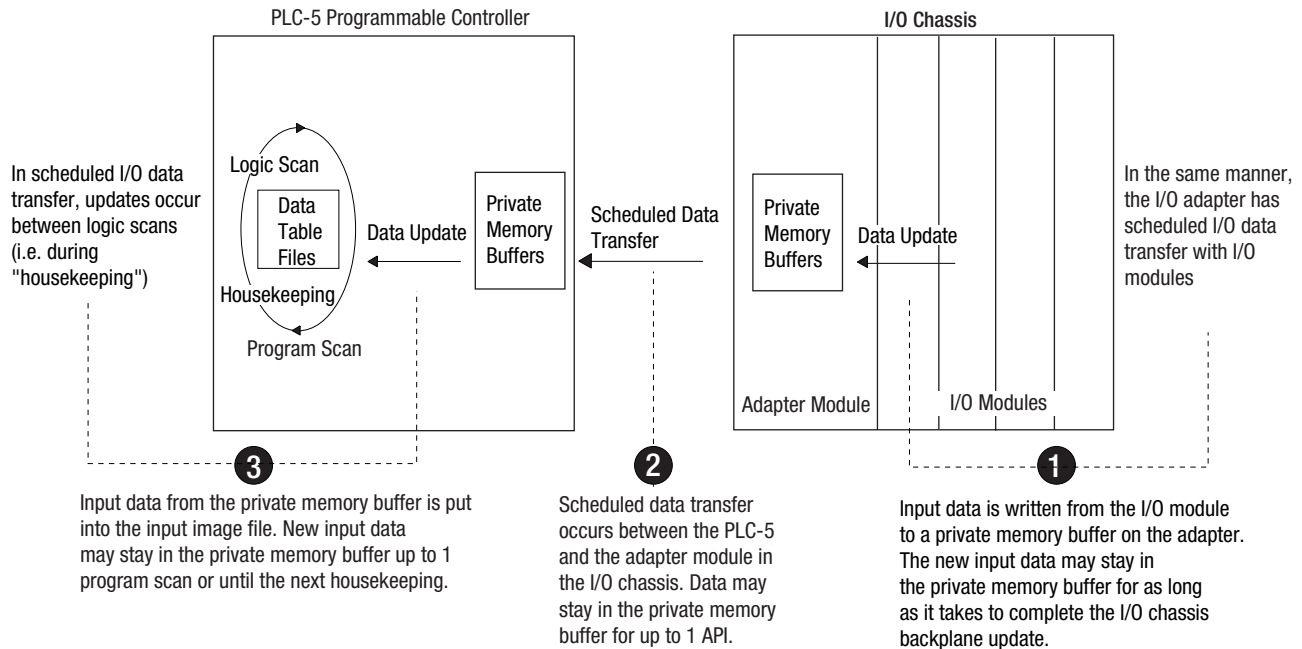 PLC-5 Programmable Controller
I/O Chassis
In scheduled I/O data
transfer, updates occur
between logic scans
(i.e. during
"housekeeping")
Logic Scan
Data
Table
Files
Housekeeping
Program Scan
Data Update
Private
Memory
Buffers
Scheduled Data
Transfer
Private
Memory
Buffers
Data Update
Adapter Module
I/O Modules
In the same manner,
the I/O adapter has
scheduled I/O data
transfer with I/O
modules
3
Input data from the private memory buffer is put
into the input image file. New input data
may stay in the private memory buffer up to 1
program scan or until the next housekeeping.
2
Scheduled data transfer
occurs between the PLC-5
and the adapter module in
the I/O chassis. Data may
stay in the private memory
buffer for up to 1 API.
1
Input data is written from the I/O module
to a private memory buffer on the adapter.
The new input data may stay in
the private memory buffer for as long
as it takes to complete the I/O chassis
backplane update.